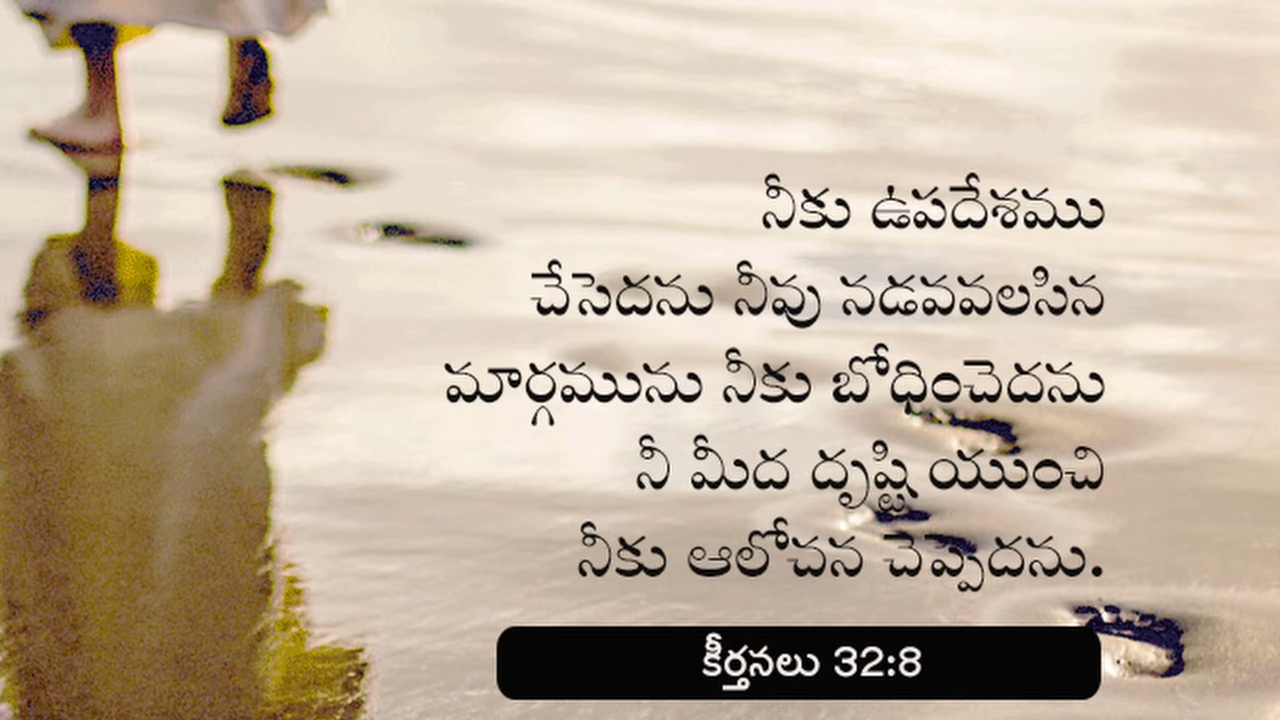 నీకు ఉపదేశము
చేసెదను నీవు నడవవలసిన
మార్గమును నీకు బోధించెదను
నీ మీద దృష్టి యుంచి
నీకు ఆలోచన చెప్పెదను.
కీర్తనలు 32:8